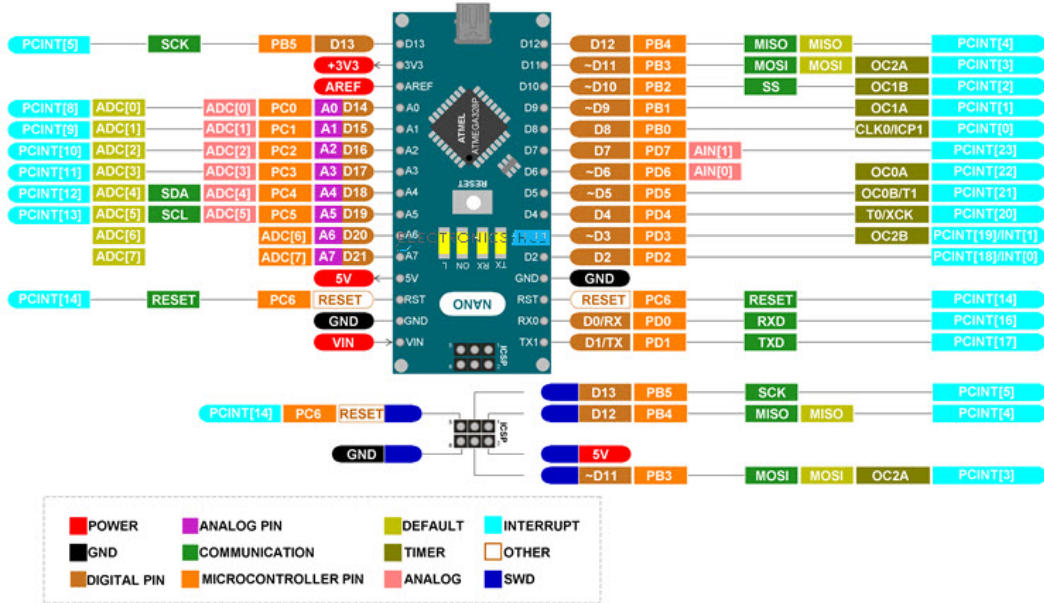 PCINT[5] SCK PB5 D13 D13 D12 D12 PB4 MISO MISO PCINT[4]
+3V3 3V3 D11 ~D11 PB3 MOSI MOSI OC2A PCINT[3]
AREF AREF D10 ~D10 PB2 SS OC1B PCINT[2]
PCINT[8] ADC[0] ADC[0] PC0 A0 D14 A0 D9 ~D9 PB1 OC1A PCINT[1]
PCINT[9] ADC[1] ADC[1] PC1 A1 D15 A1 D8 D8 PB0 CLK0/ICP1 PCINT[0]
ATMEL
ATMEGA328P
PCINT[10] ADC[2] ADC[2] PC2 A2 D16 A2 D7 D7 PD7 AIN[1] PCINT[23]
PCINT[11] ADC[3] ADC[3] PC3 A3 D17 A3 D6 ~D6 PD6 AIN[0] OC0A PCINT[22]
RESET
PCINT[12] ADC[4] SDA ADC[4] PC4 A4 D18 A4 D5 ~D5 PD5 OC0B/T1 PCINT[21]
PCINT[13] ADC[5] SCL ADC[5] PC5 A5 D19 A5 D4 D4 PD4 T0/XCK PCINT[20]
ADC[6] ADC[6] A6 D20 A6 ~D3 PD3 OC2B PCINT[19]/INT[1]
ELECTRONICS HUB
ADC[7] ADC[7] A7 D21 A7 D2 D2 PD2 PCINT[18]/INT[0]
L ON RX TX
5V 5V GND GND
PCINT[14] RESET PC6 RESET RST NANO RST RESET PC6 RESET PCINT[14]
GND GND RX0 D0/RX PD0 RXD PCINT[16]
VIN VIN TX1 D1/TX PD1 TXD PCINT[17]
ICSP
D13 PB5 SCK PCINT[5]
PCINT[14] PC6 RESET D12 PB4 MISO MISO PCINT[4]
ICSP
GND 5V
~D11 PB3 MOSI MOSI OC2A PCINT[3]
POWER ANALOG PIN DEFAULT INTERRUPT
GND COMMUNICATION TIMER OTHER
DIGITAL PIN MICROCONTROLLER PIN ANALOG SWD